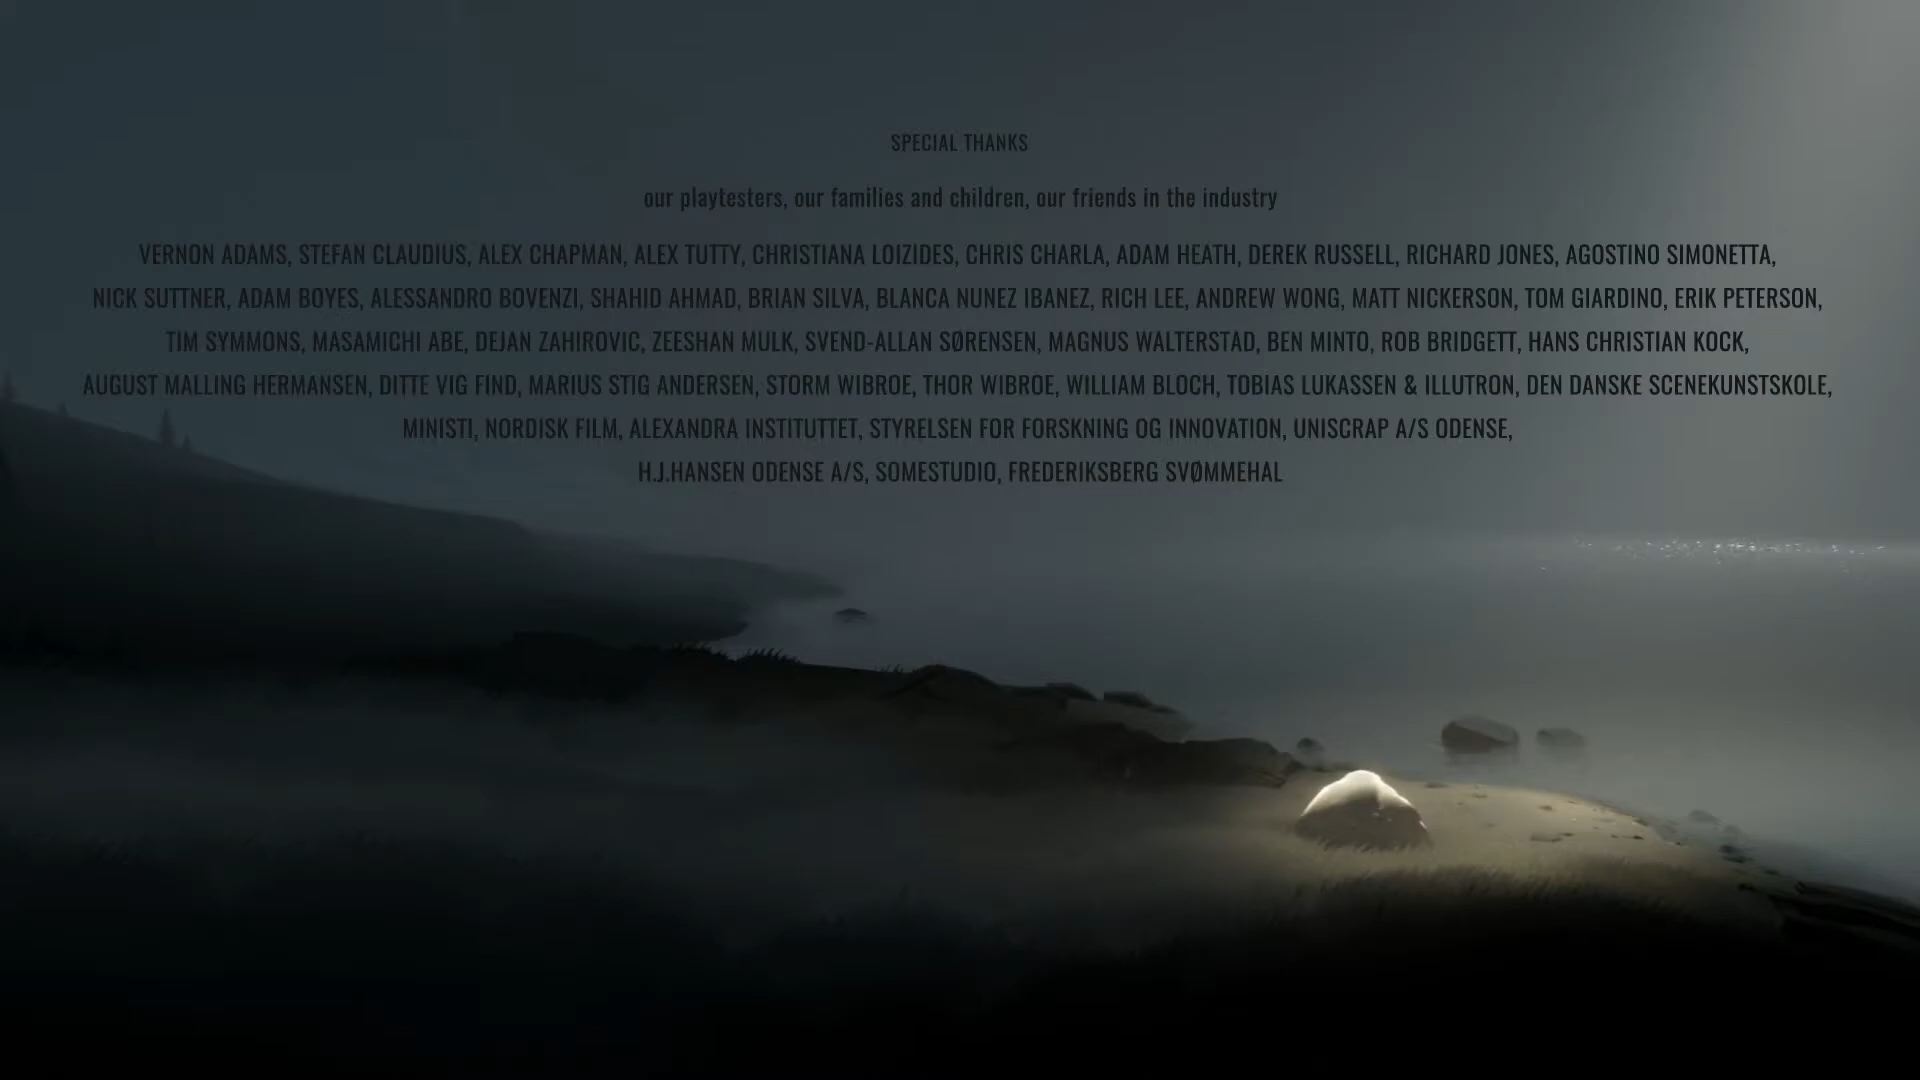 SPECIAL THANKS
our playtesters, our families and children, our friends in the industry
VERNON ADAMS, STEFAN CLAUDIUS, ALEX CHAPMAN, ALEX TUTTY, CHRISTIANA LOIZIDES, CHRIS CHARLA, ADAM HEATH, DEREK RUSSELL, RICHARD JONES, AGOSTINO SIMONETTA,
NICK SUTTNER, ADAM BOYES, ALESSANDRO BOVENZI, SHAHID AHMAD, BRIAN SILVA, BLANCA NUNEZ IBANEZ, RICH LEE, ANDREW WONG, MATT NICKERSON, TOM GIARDINO, ERIK PETERSON,
TIM SYMMONS, MASAMICHI ABE, DEJAN ZAHIROVIC, ZEESHAN MULK, SVEND-ALLAN SØRENSEN, MAGNUS WALTERSTAD, BEN MINTO, ROB BRIDGETT, HANS CHRISTIAN KOCK,
AUGUST MALLING HERMANSEN, DITTE VIG FIND, MARIUS STIG ANDERSEN, STORM WIBROE, THOR WIBROE, WILLIAM BLOCH, TOBIAS LUKASSEN & ILLUTRON, DEN DANSKE SCENEKUNSTSKOLE,
MINISTI, NORDISK FILM, ALEXANDRA INSTITUTTET, STYRELSEN FOR FORSKNING OG INNOVATION, UNISCRAP A/S ODENSE,
H.J.HANSEN ODENSE A/S, SOMESTUDIO, FREDERIKSBERG SVØMMEHAL